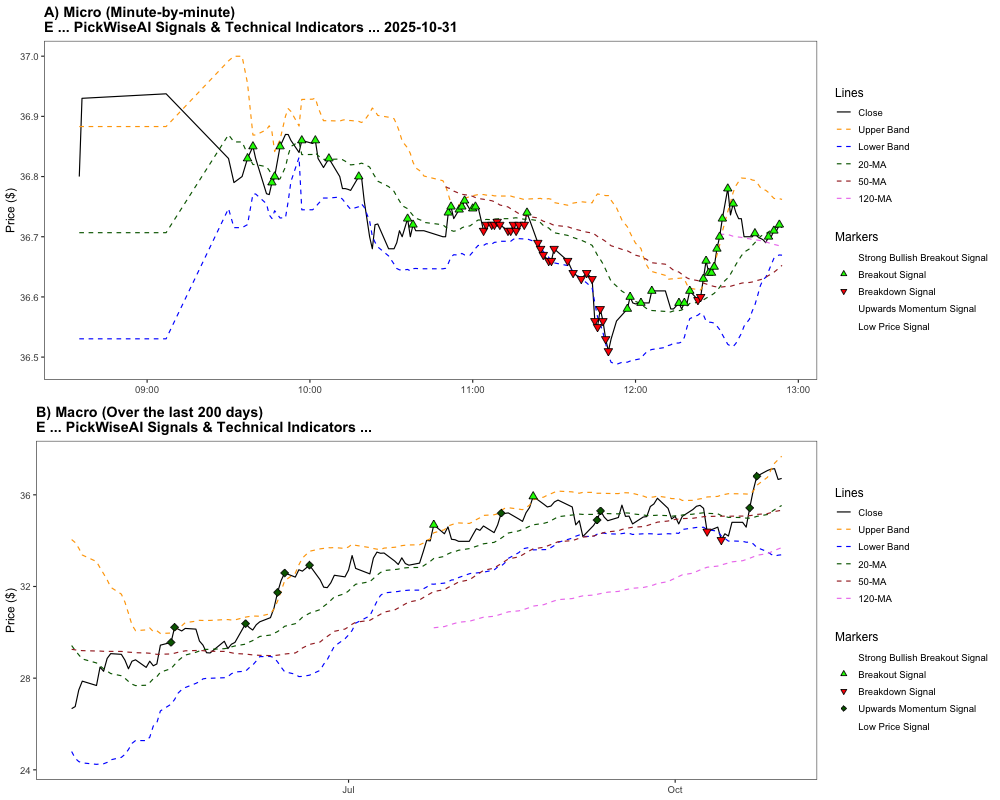 A) Micro (Minute-by-minute)
E ... PickWiseAI Signals & Technical Indicators ... 2025-10-31
Price ($)
37.0
36.9
36.8
36.7
36.6
36.5
09:00
10:00
11:00
12:00
13:00
Lines
Close
Upper Band
Lower Band
20-MA
50-MA
120-MA
Markers
Strong Bullish Breakout Signal
Breakout Signal
Breakdown Signal
Upwards Momentum Signal
Low Price Signal
B) Macro (Over the last 200 days)
E ... PickWiseAI Signals & Technical Indicators ...
Price ($)
36
32
28
24
Jul
Oct
Lines
Close
Upper Band
Lower Band
20-MA
50-MA
120-MA
Markers
Strong Bullish Breakout Signal
Breakout Signal
Breakdown Signal
Upwards Momentum Signal
Low Price Signal